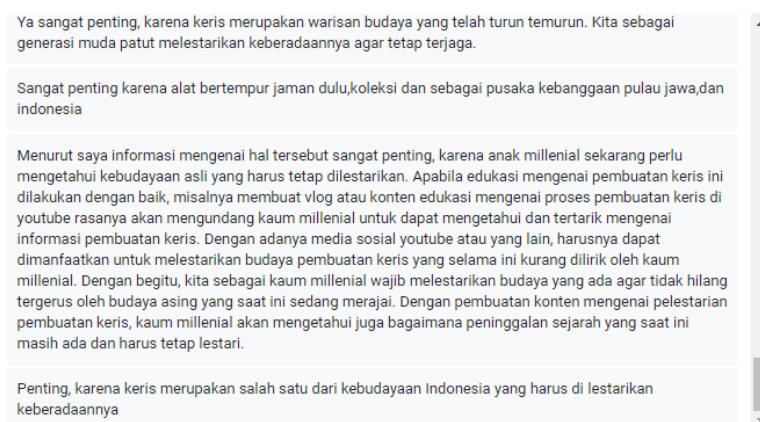 Ya sangat penting, karena keris merupakan warisan budaya yang telah turun temurun. Kita sebagai
generasi muda patut melestarikan keberadaannya agar tetap terjaga.
Sangat penting karena alat bertempur jaman dulu,koleksi dan sebagai pusaka kebanggaan pulau jawa,dan
indonesia
Menurut saya informasi mengenai hal tersebut sangat penting, karena anak millenial sekarang perlu
mengetahui kebudayaan asli yang harus tetap dilestarikan. Apabila edukasi mengenai pembuatan keris ini
dilakukan dengan baik, misalnya membuat vlog atau konten edukasi mengenai proses pembuatan keris di
youtube rasanya akan mengundang kaum millenial untuk dapat mengetahui dan tertarik mengenai
informasi pembuatan keris. Dengan adanya media sosial youtube atau yang lain, harusnya dapat
dimanfaatkan untuk melestarikan budaya pembuatan keris yang selama ini kurang dilirik oleh kaum
millenial. Dengan begitu, kita sebagai kaum millenial wajib melestarikan budaya yang ada agar tidak hilang
tergerus oleh budaya asing yang saat ini sedang merajai. Dengan pembuatan konten mengenai pelestarian
pembuatan keris, kaum millenial akan mengetahui juga bagaimana peninggalan sejarah yang saat ini
masih ada dan harus tetap lestari.
Penting, karena keris merupakan salah satu dari kebudayaan Indonesia yang harus di lestarikan
keberadaannya